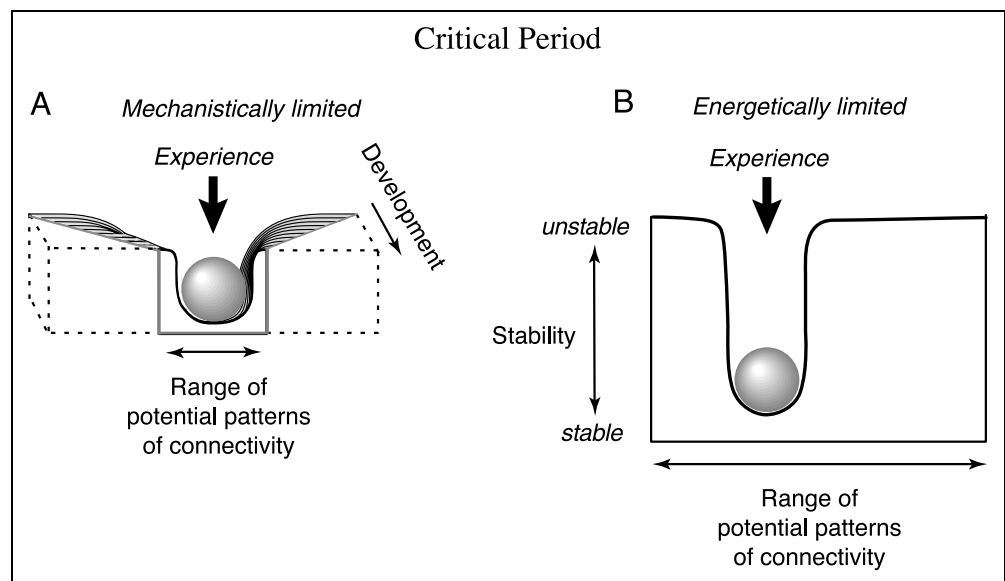 Critical Period
A
Mechanistically limited
Experience
Development
Range of
potential patterns
of connectivity
B
Energetically limited
Experience
unstable
Stability
stable
Range of
potential patterns
of connectivity